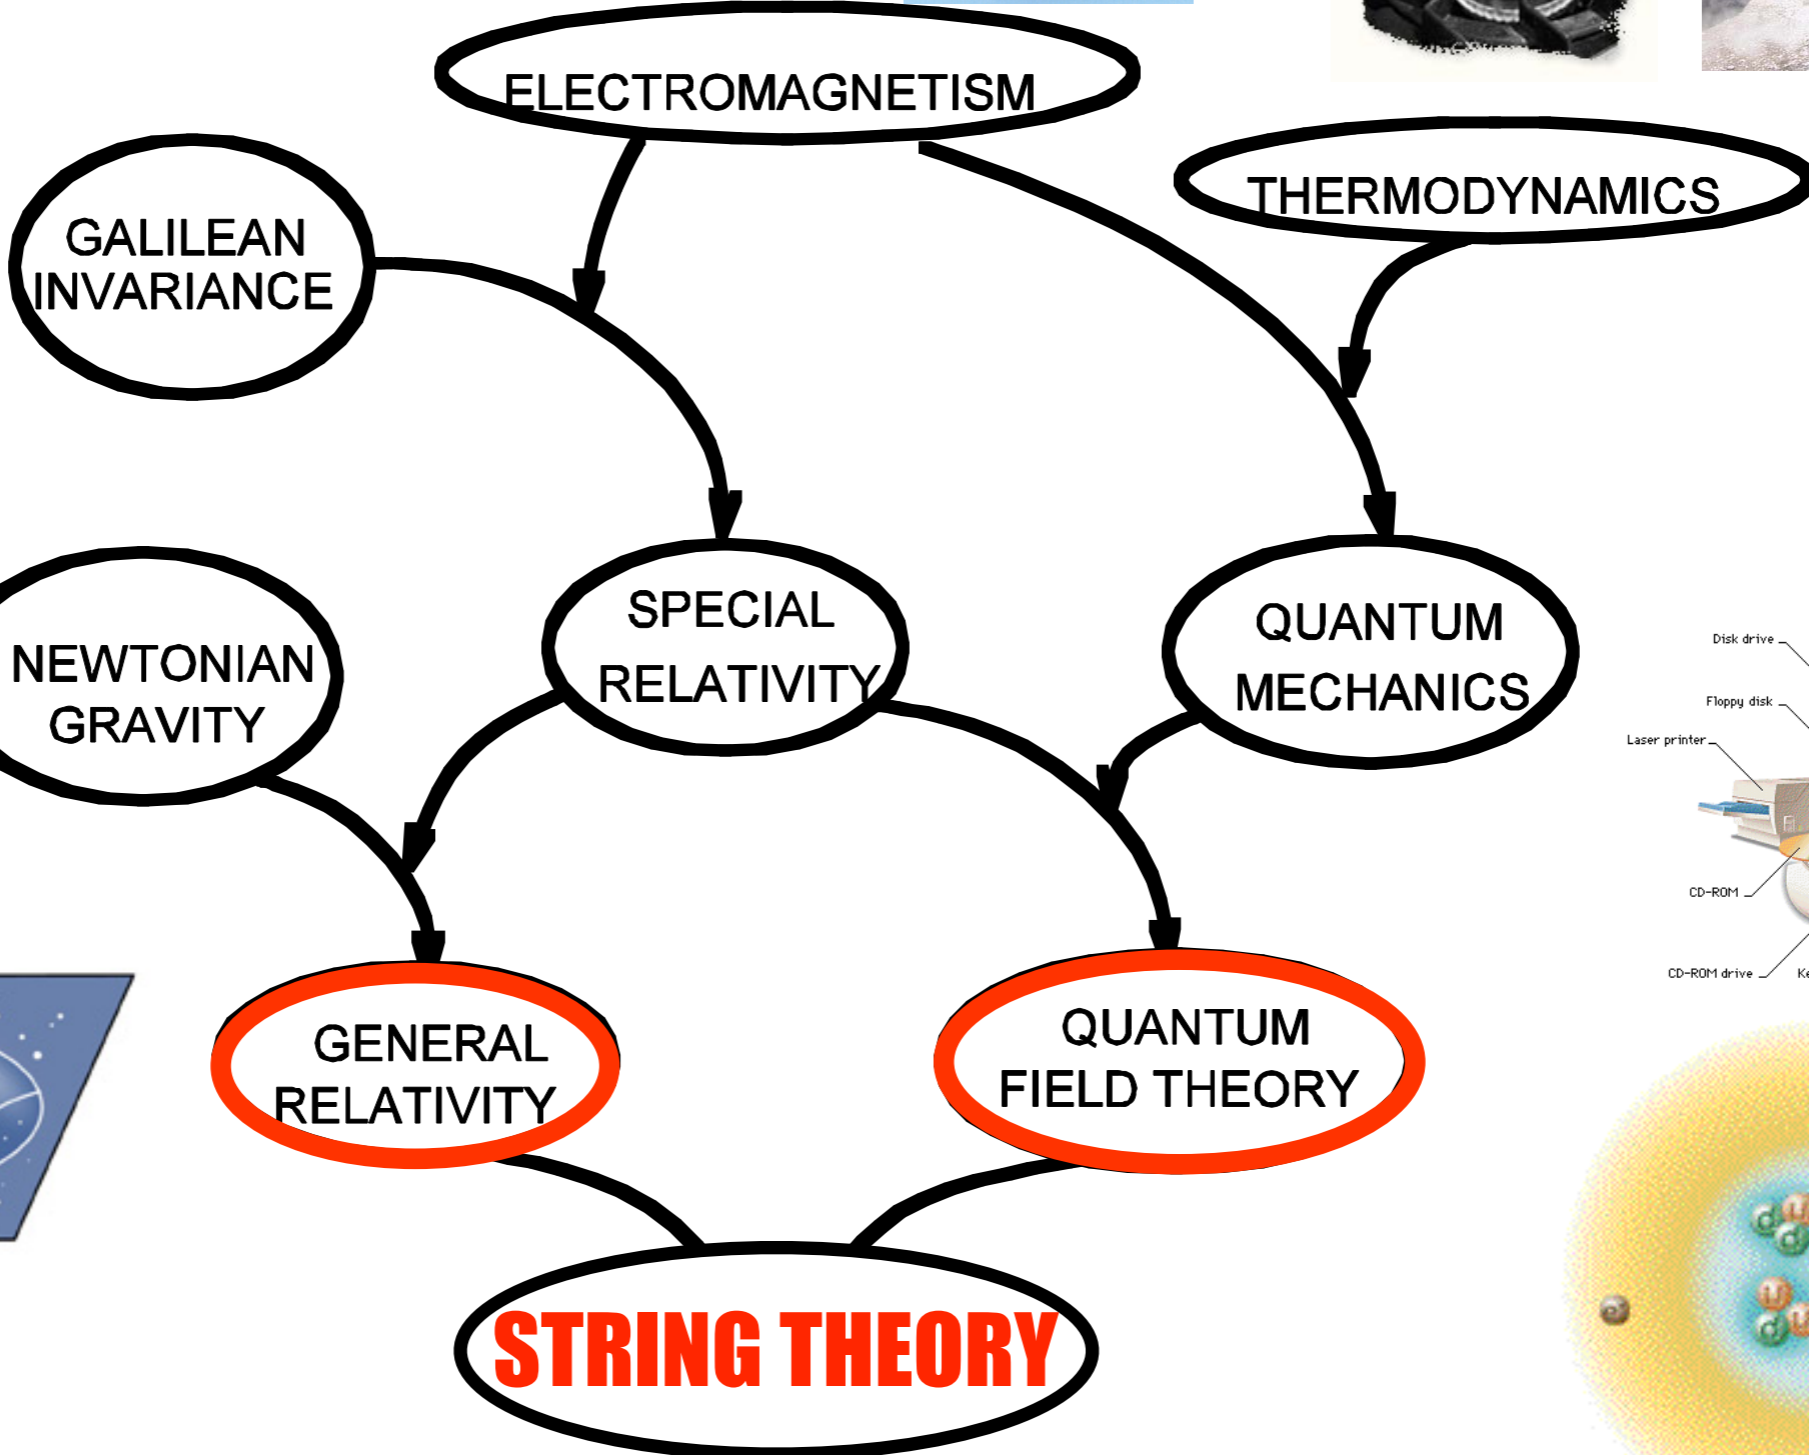 ELECTROMAGNETISM
THERMODYNAMICS
GALILEAN
INVARIANCE
SPECIAL
RELATIVITY
QUANTUM
MECHANICS
NEWTONIAN
GRAVITY
Disk drive
Floppy disk
Laser printer
CD-ROM
CD-ROM drive
GENERAL
RELATIVITY
QUANTUM
FIELD THEORY
STRING THEORY
u
d
d
u
u
d
e